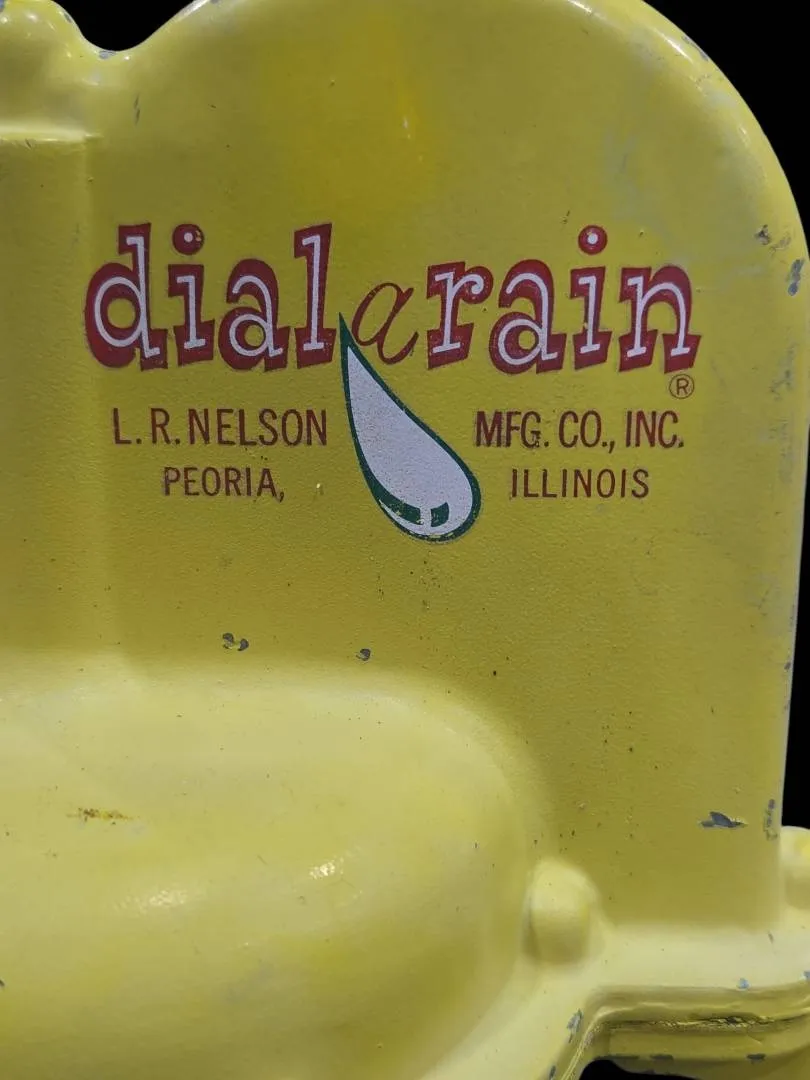 dial a rain ®
L. R. NELSON MFG. CO., INC.
PEORIA, ILLINOIS